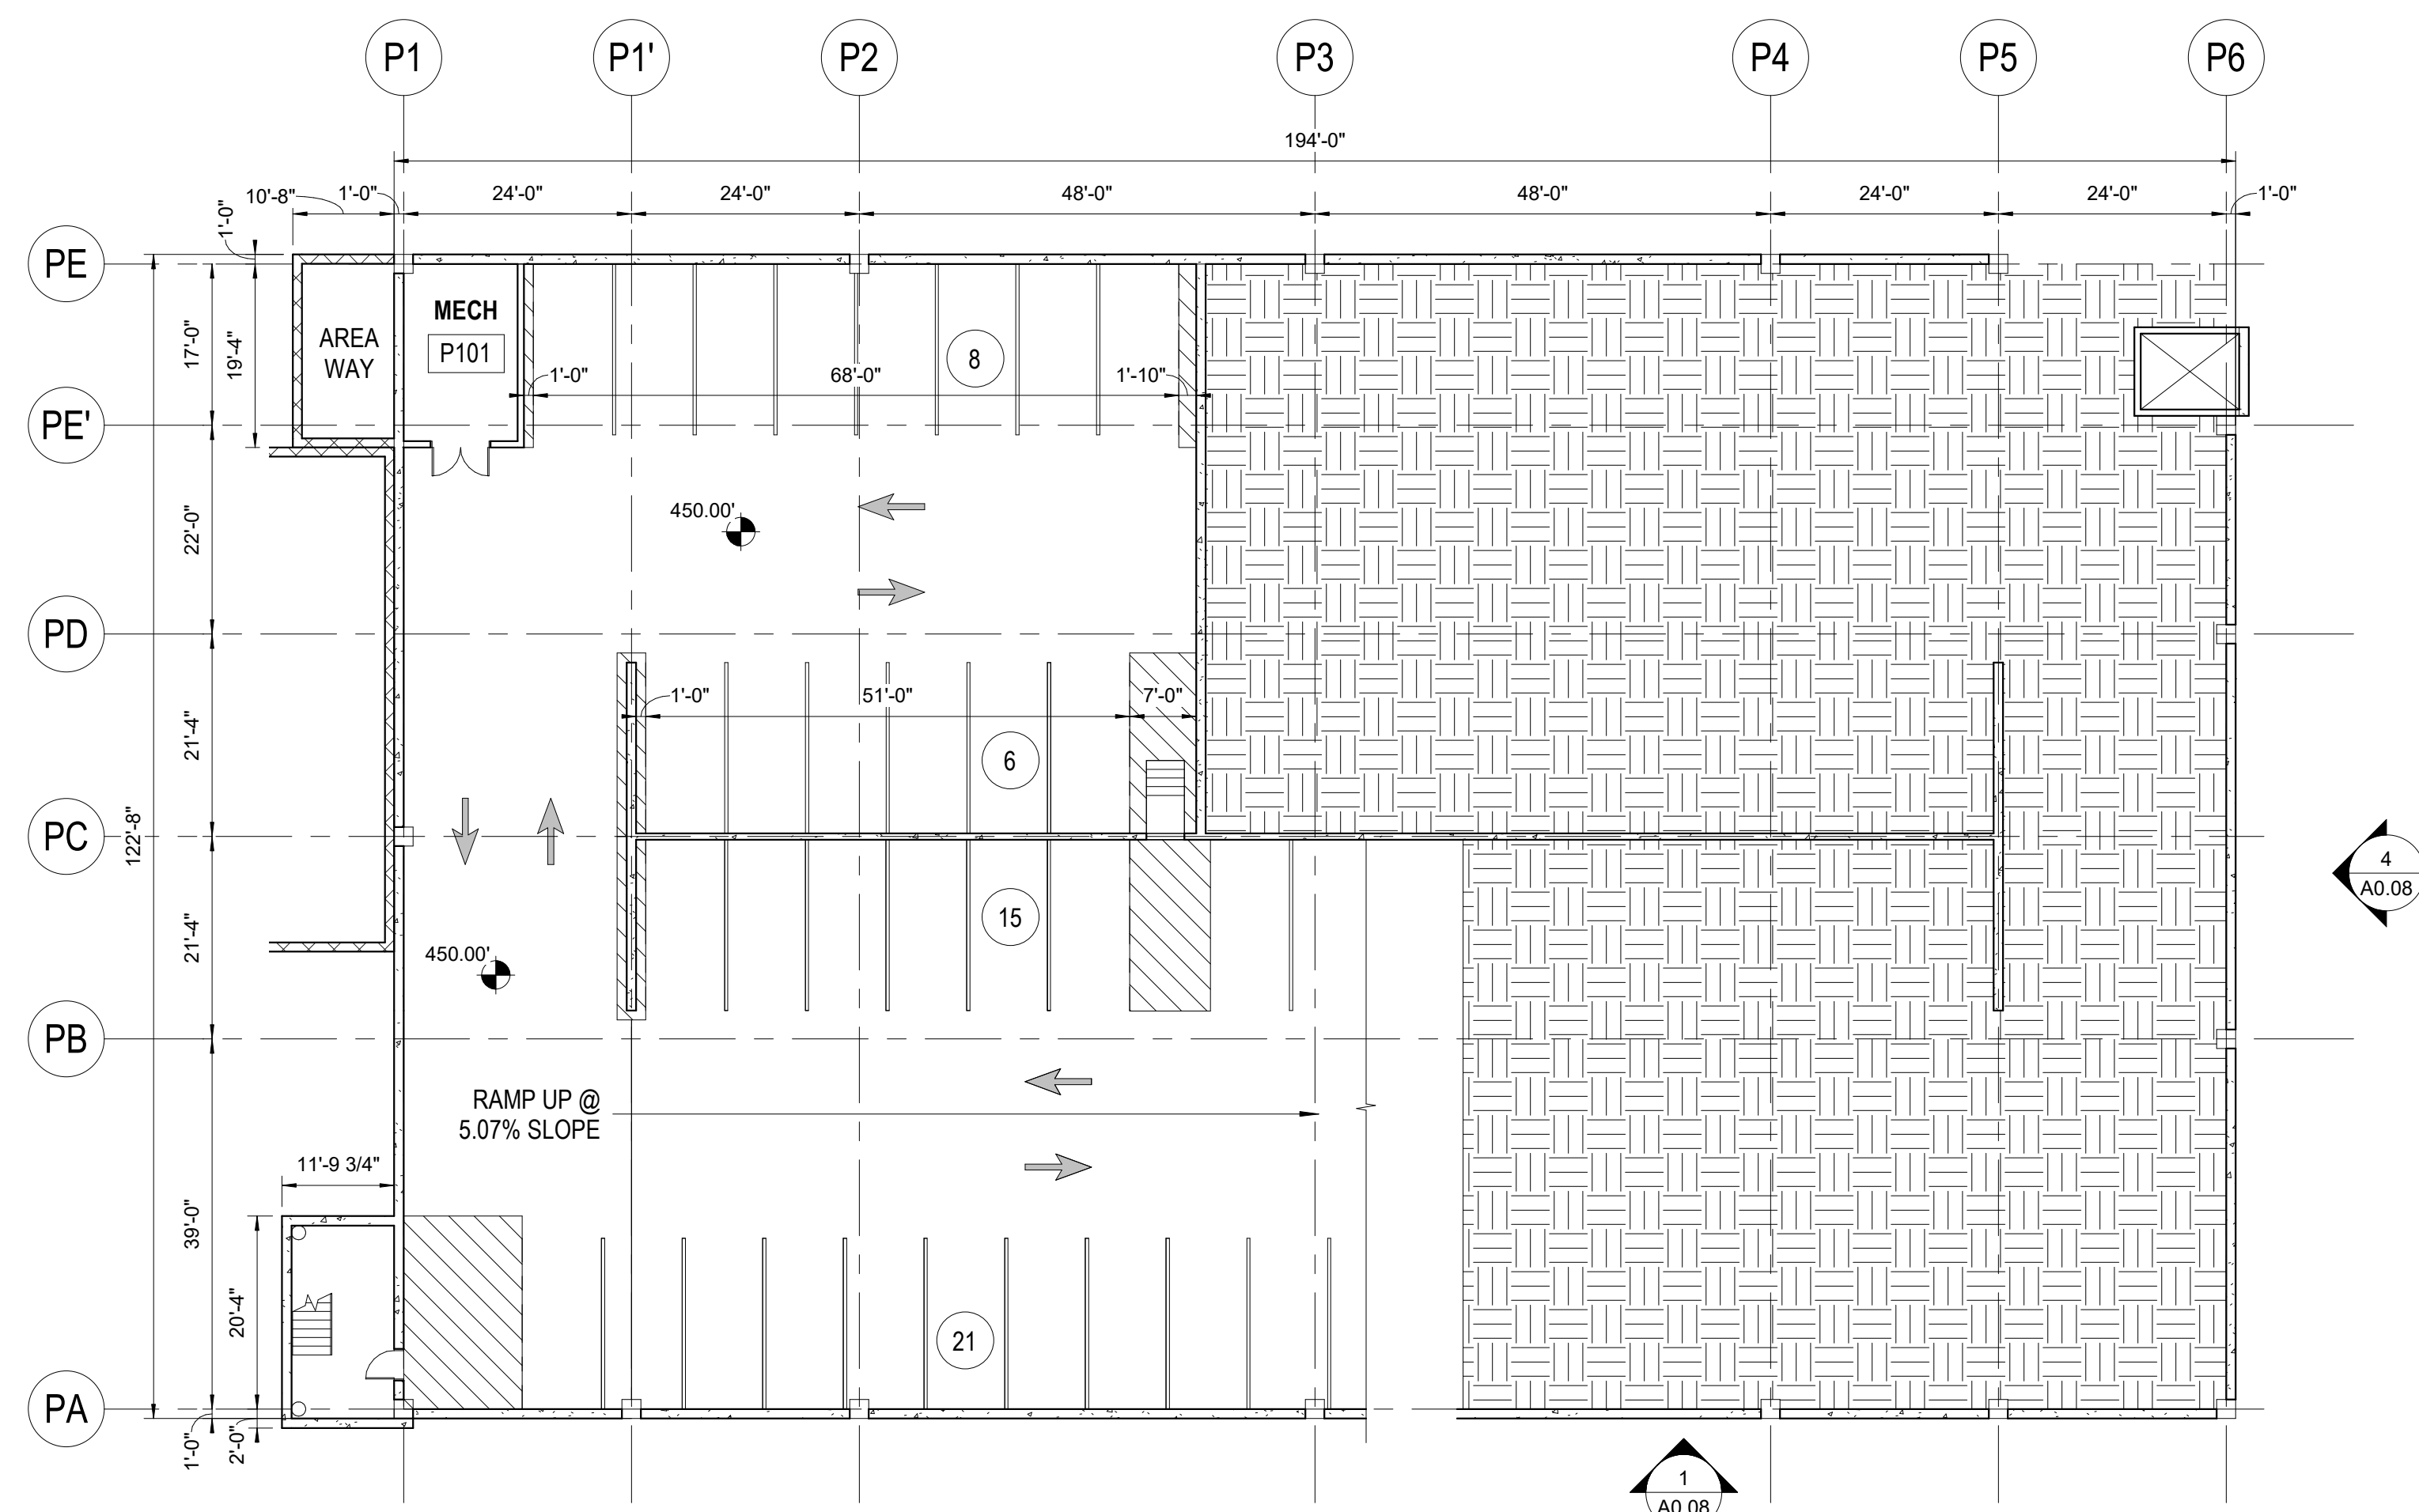 P1 P1' P2 P3 P4 P5 P6
194'-0"
10'-8" 1'-0" 24'-0" 24'-0" 48'-0" 48'-0" 24'-0" 24'-0" 1'-0"
1'-0"
PE
17'-0"
19'-4"
AREA
WAY
MECH
P101
8
1'-0" 68'-0" 1'-10"
PE'
22'-0"
450.00'
PD
21'-4"
1'-0" 51'-0" 7'-0"
6
PC
122'-8"
4
A0.08
15
21'-4"
450.00'
PB
RAMP UP @
5.07% SLOPE
11'-9 3/4"
39'-0"
20'-4"
21
PA
1'-0"
2'-0"
1
A0.08